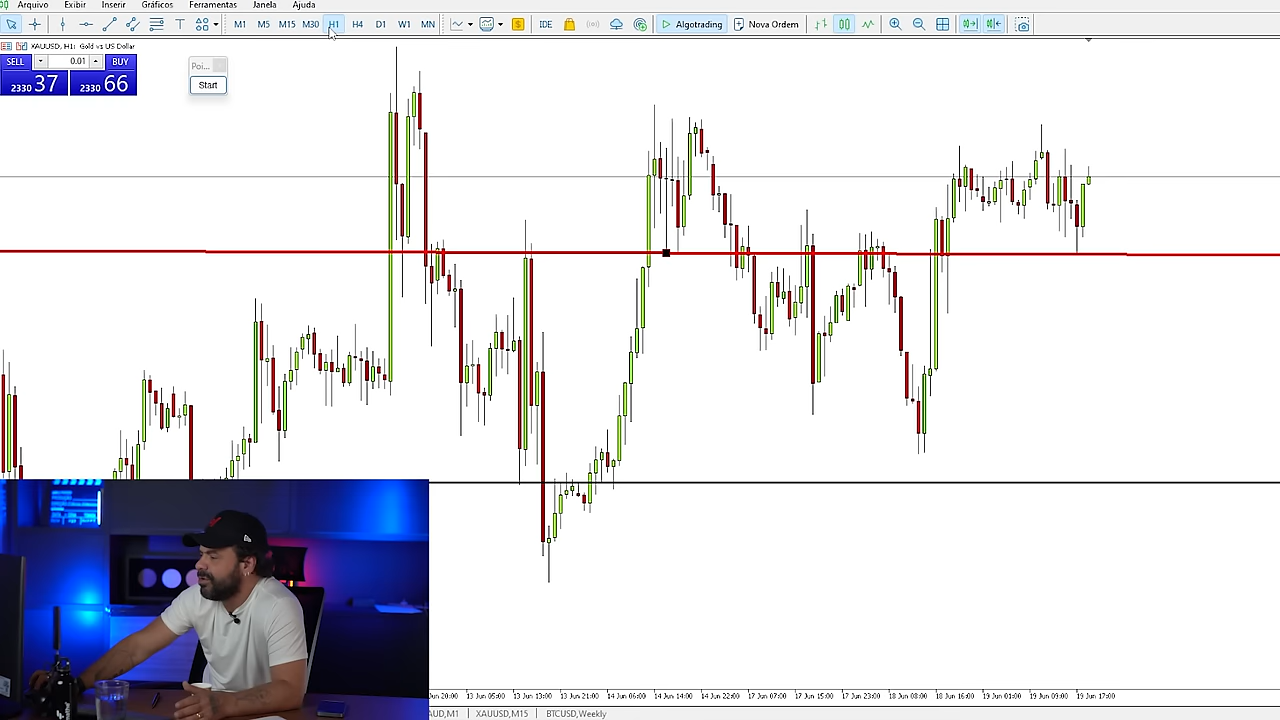 Arquivo Exibir Inserir Gráficos Ferramentas Janela Ajuda
T M1 M5 M15 M30 H1 H4 D1 W1 MN $ IDE Algotrading Nova Ordem
XAUUSD, H1: Gold vs US Dollar
SELL 0.01 BUY
2330 37 2330 66
Poi...
Start
Jun 20:00 13 Jun 05:00 13 Jun 13:00 13 Jun 21:00 14 Jun 06:00 14 Jun 14:00 14 Jun 22:00 17 Jun 07:00 17 Jun 15:00 17 Jun 23:00 18 Jun 08:00 18 Jun 16:00 19 Jun 01:00 19 Jun 09:00 19 Jun 17:00
AUD,M1 XAUUSD,M15 BTCUSD,Weekly